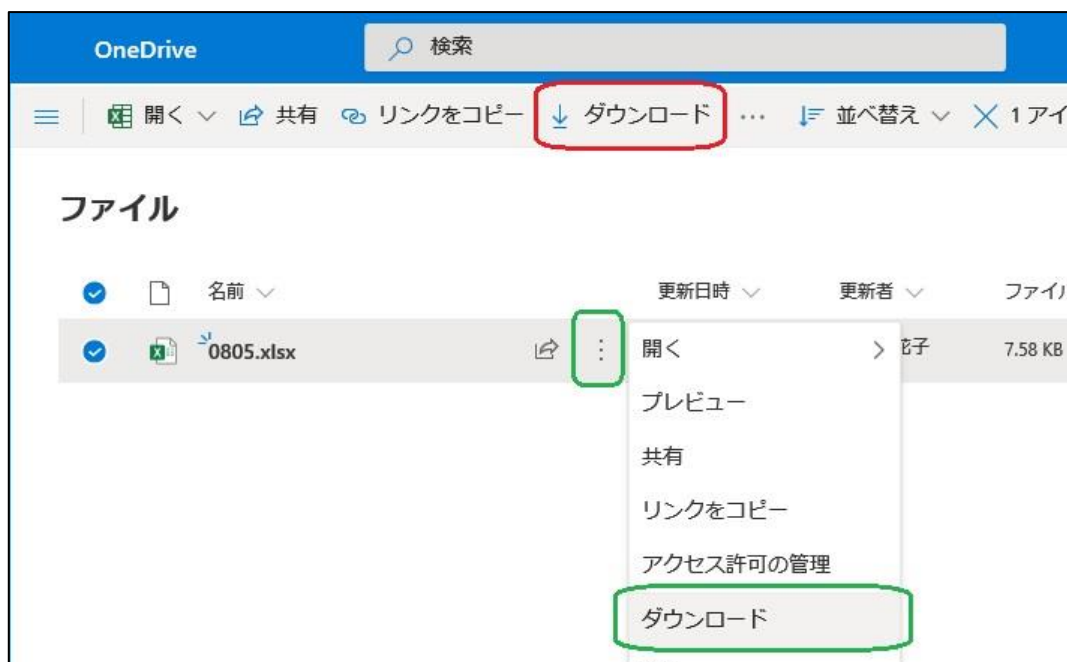 OneDrive 検索
開く 共有 リンクをコピー ダウンロード … 並べ替え 1 アイ
ファイル
名前 更新日時 更新者 ファイル
0805.xlsx 開く 花子 7.58 KB
プレビュー
共有
リンクをコピー
アクセス許可の管理
ダウンロード